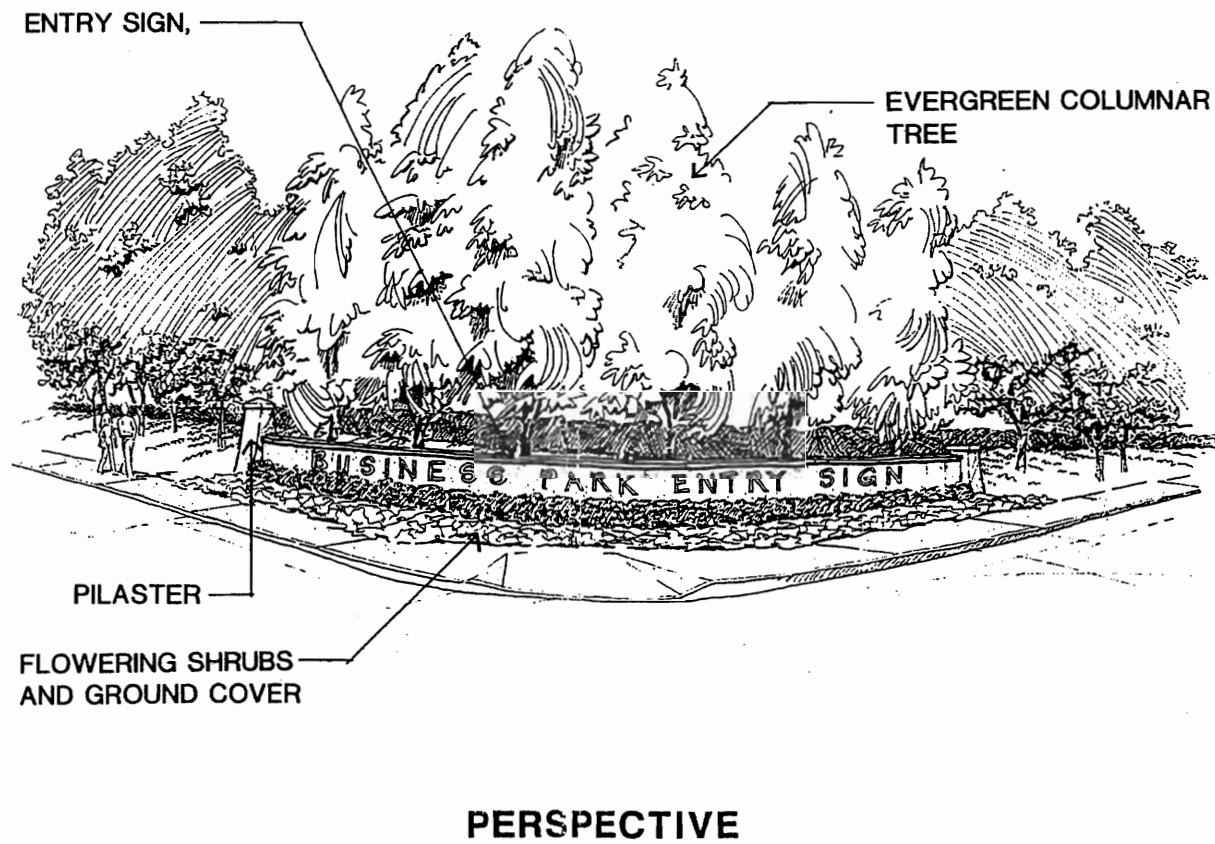 ENTRY SIGN,
EVERGREEN COLUMNAR
TREE
BUSINESS PARK ENTRY SIGN
PILASTER
FLOWERING SHRUBS
AND GROUND COVER
PERSPECTIVE